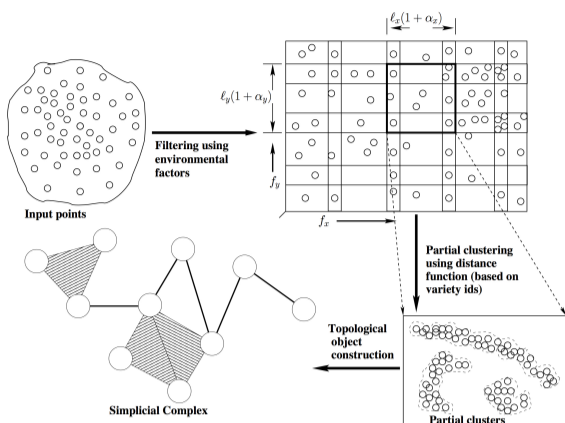 ℓx(1 + αx)
ℓy(1 + αy)
Filtering using
environmental
factors
fy
Input points
fx
Partial clustering
using distance
function (based on
variety ids)
Topological
object
construction
Simplicial Complex
Partial clusters